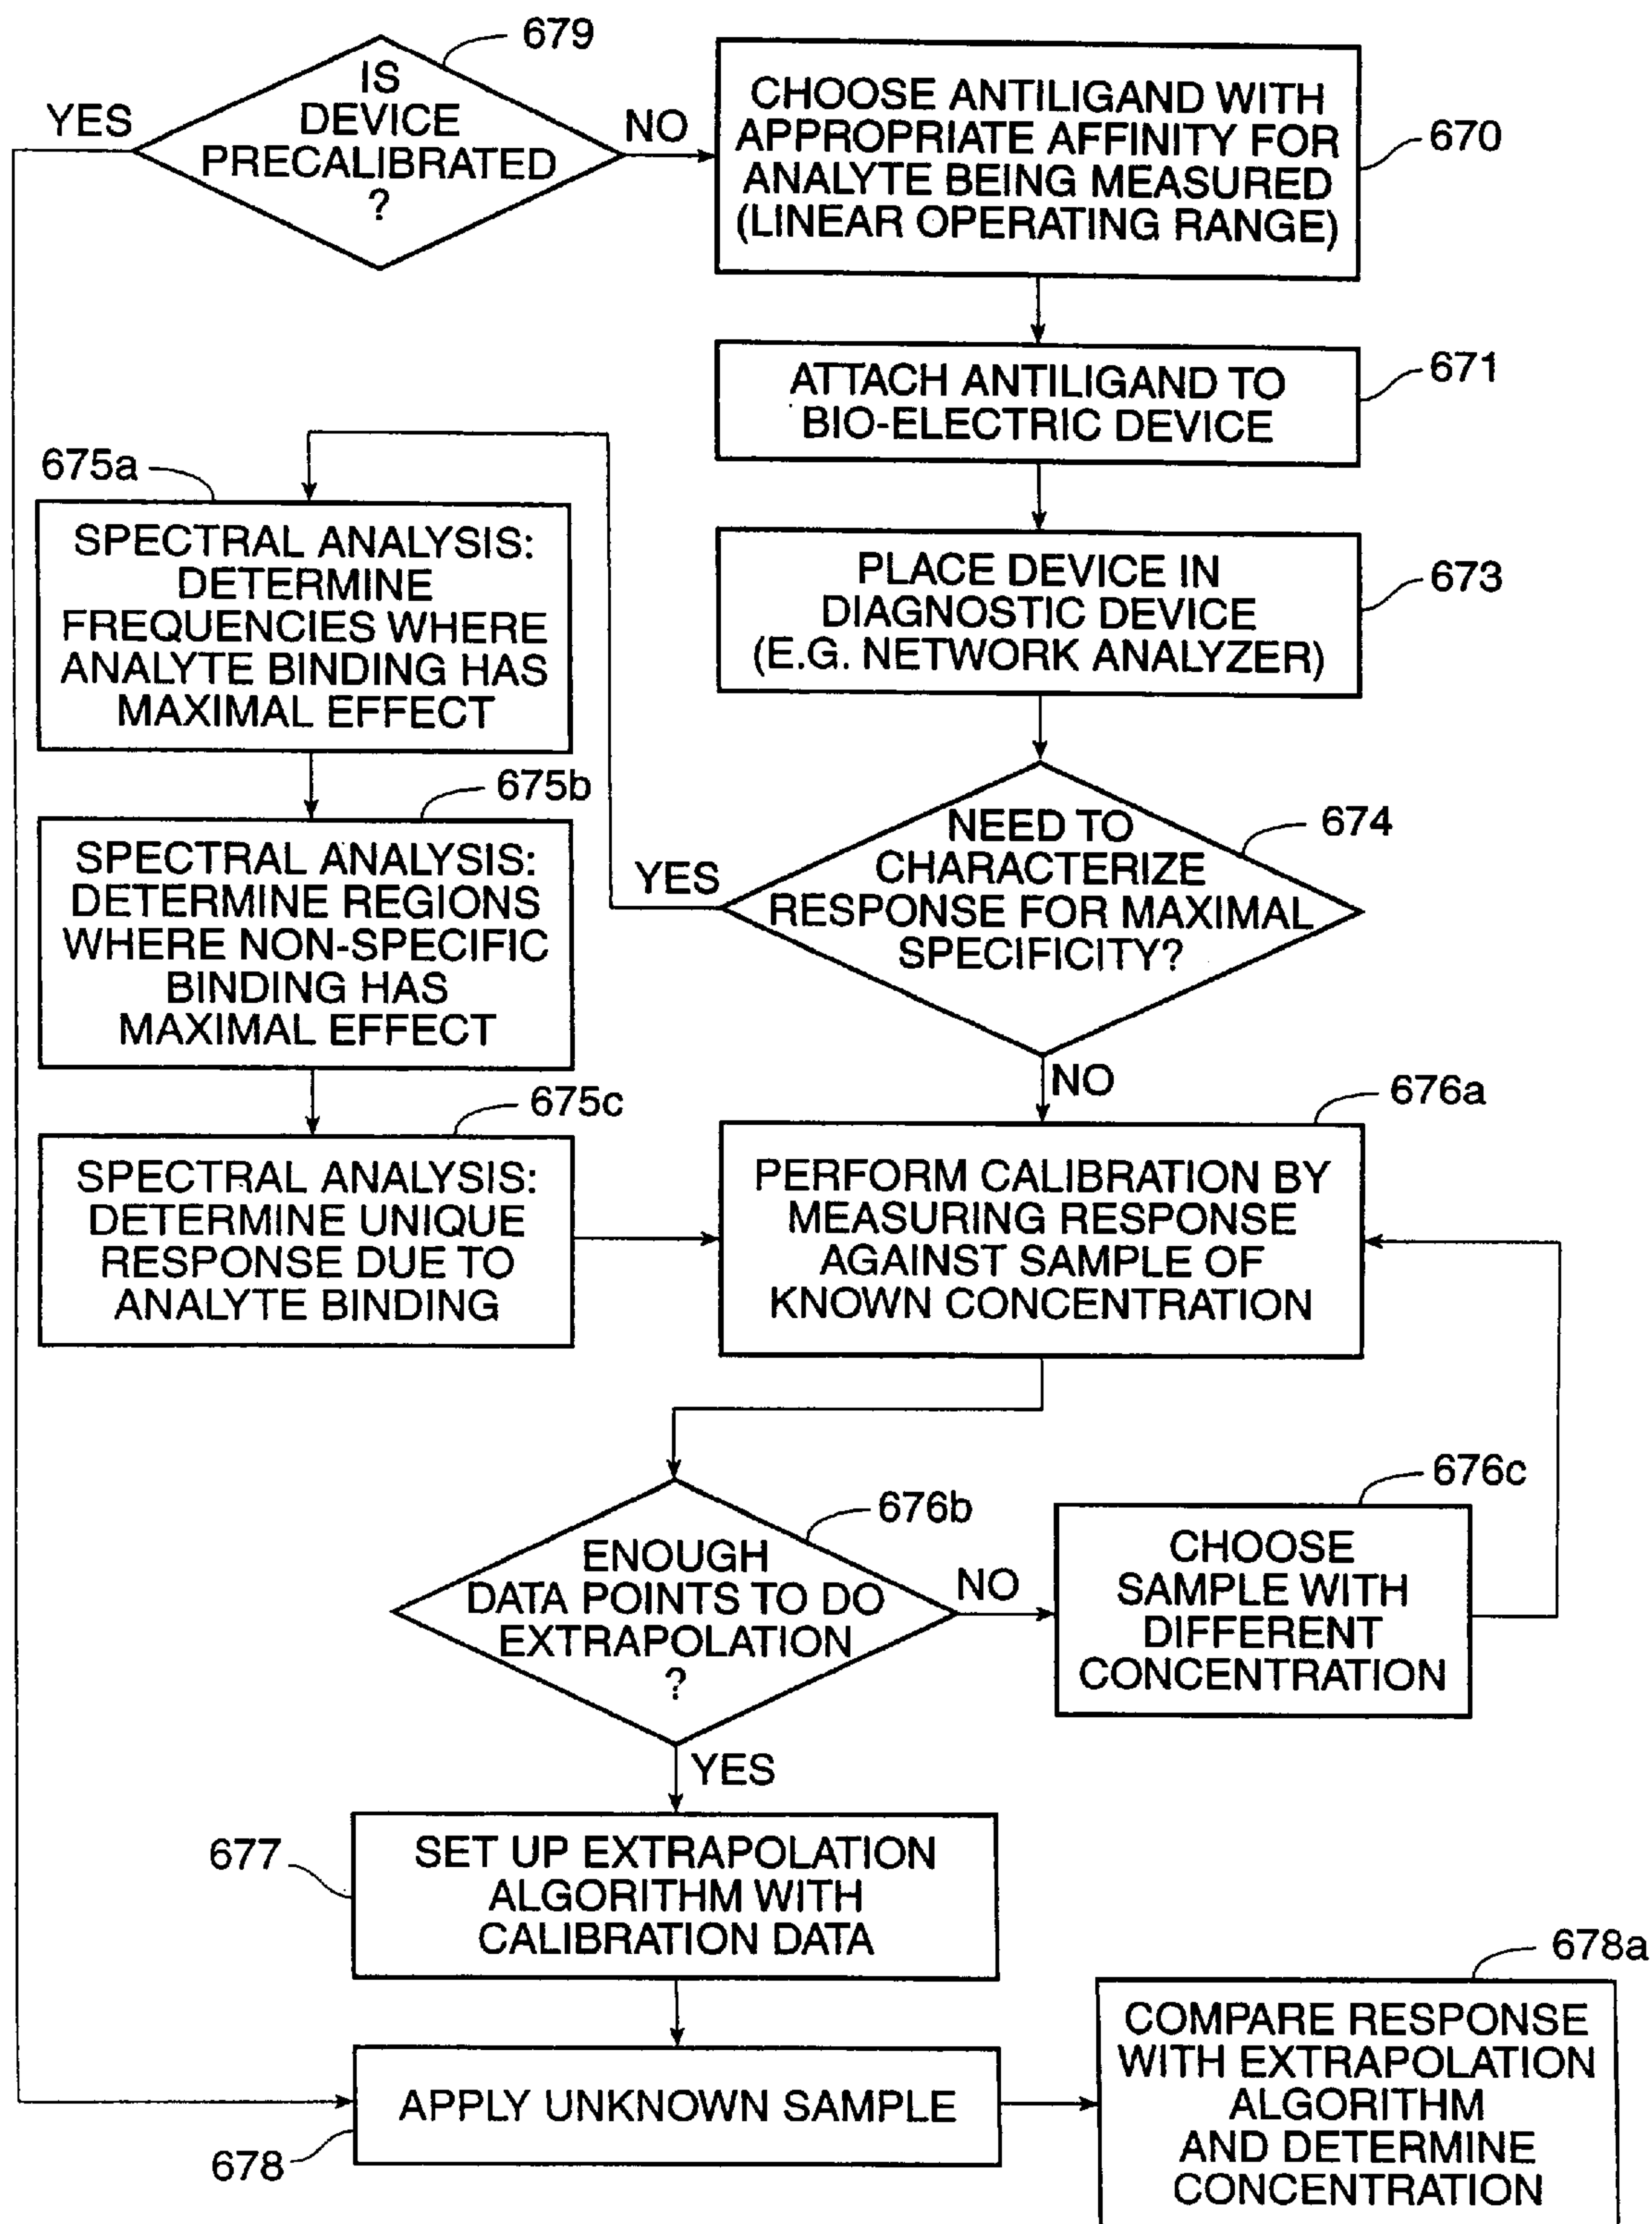 679
IS
DEVICE
PRECALIBRATED
?
YES
NO
CHOOSE ANTILIGAND WITH
APPROPRIATE AFFINITY FOR
ANALYTE BEING MEASURED
(LINEAR OPERATING RANGE)
670
ATTACH ANTILIGAND TO
BIO-ELECTRIC DEVICE
671
PLACE DEVICE IN
DIAGNOSTIC DEVICE
(E.G. NETWORK ANALYZER)
673
NEED TO
CHARACTERIZE
RESPONSE FOR MAXIMAL
SPECIFICITY?
674
YES
NO
675a
SPECTRAL ANALYSIS:
DETERMINE
FREQUENCIES WHERE
ANALYTE BINDING HAS
MAXIMAL EFFECT
675b
SPECTRAL ANALYSIS:
DETERMINE REGIONS
WHERE NON-SPECIFIC
BINDING HAS
MAXIMAL EFFECT
675c
SPECTRAL ANALYSIS:
DETERMINE UNIQUE
RESPONSE DUE TO
ANALYTE BINDING
676a
PERFORM CALIBRATION BY
MEASURING RESPONSE
AGAINST SAMPLE OF
KNOWN CONCENTRATION
676b
ENOUGH
DATA POINTS TO DO
EXTRAPOLATION
?
NO
676c
CHOOSE
SAMPLE WITH
DIFFERENT
CONCENTRATION
YES
677
SET UP EXTRAPOLATION
ALGORITHM WITH
CALIBRATION DATA
678
APPLY UNKNOWN SAMPLE
678a
COMPARE RESPONSE
WITH EXTRAPOLATION
ALGORITHM
AND DETERMINE
CONCENTRATION